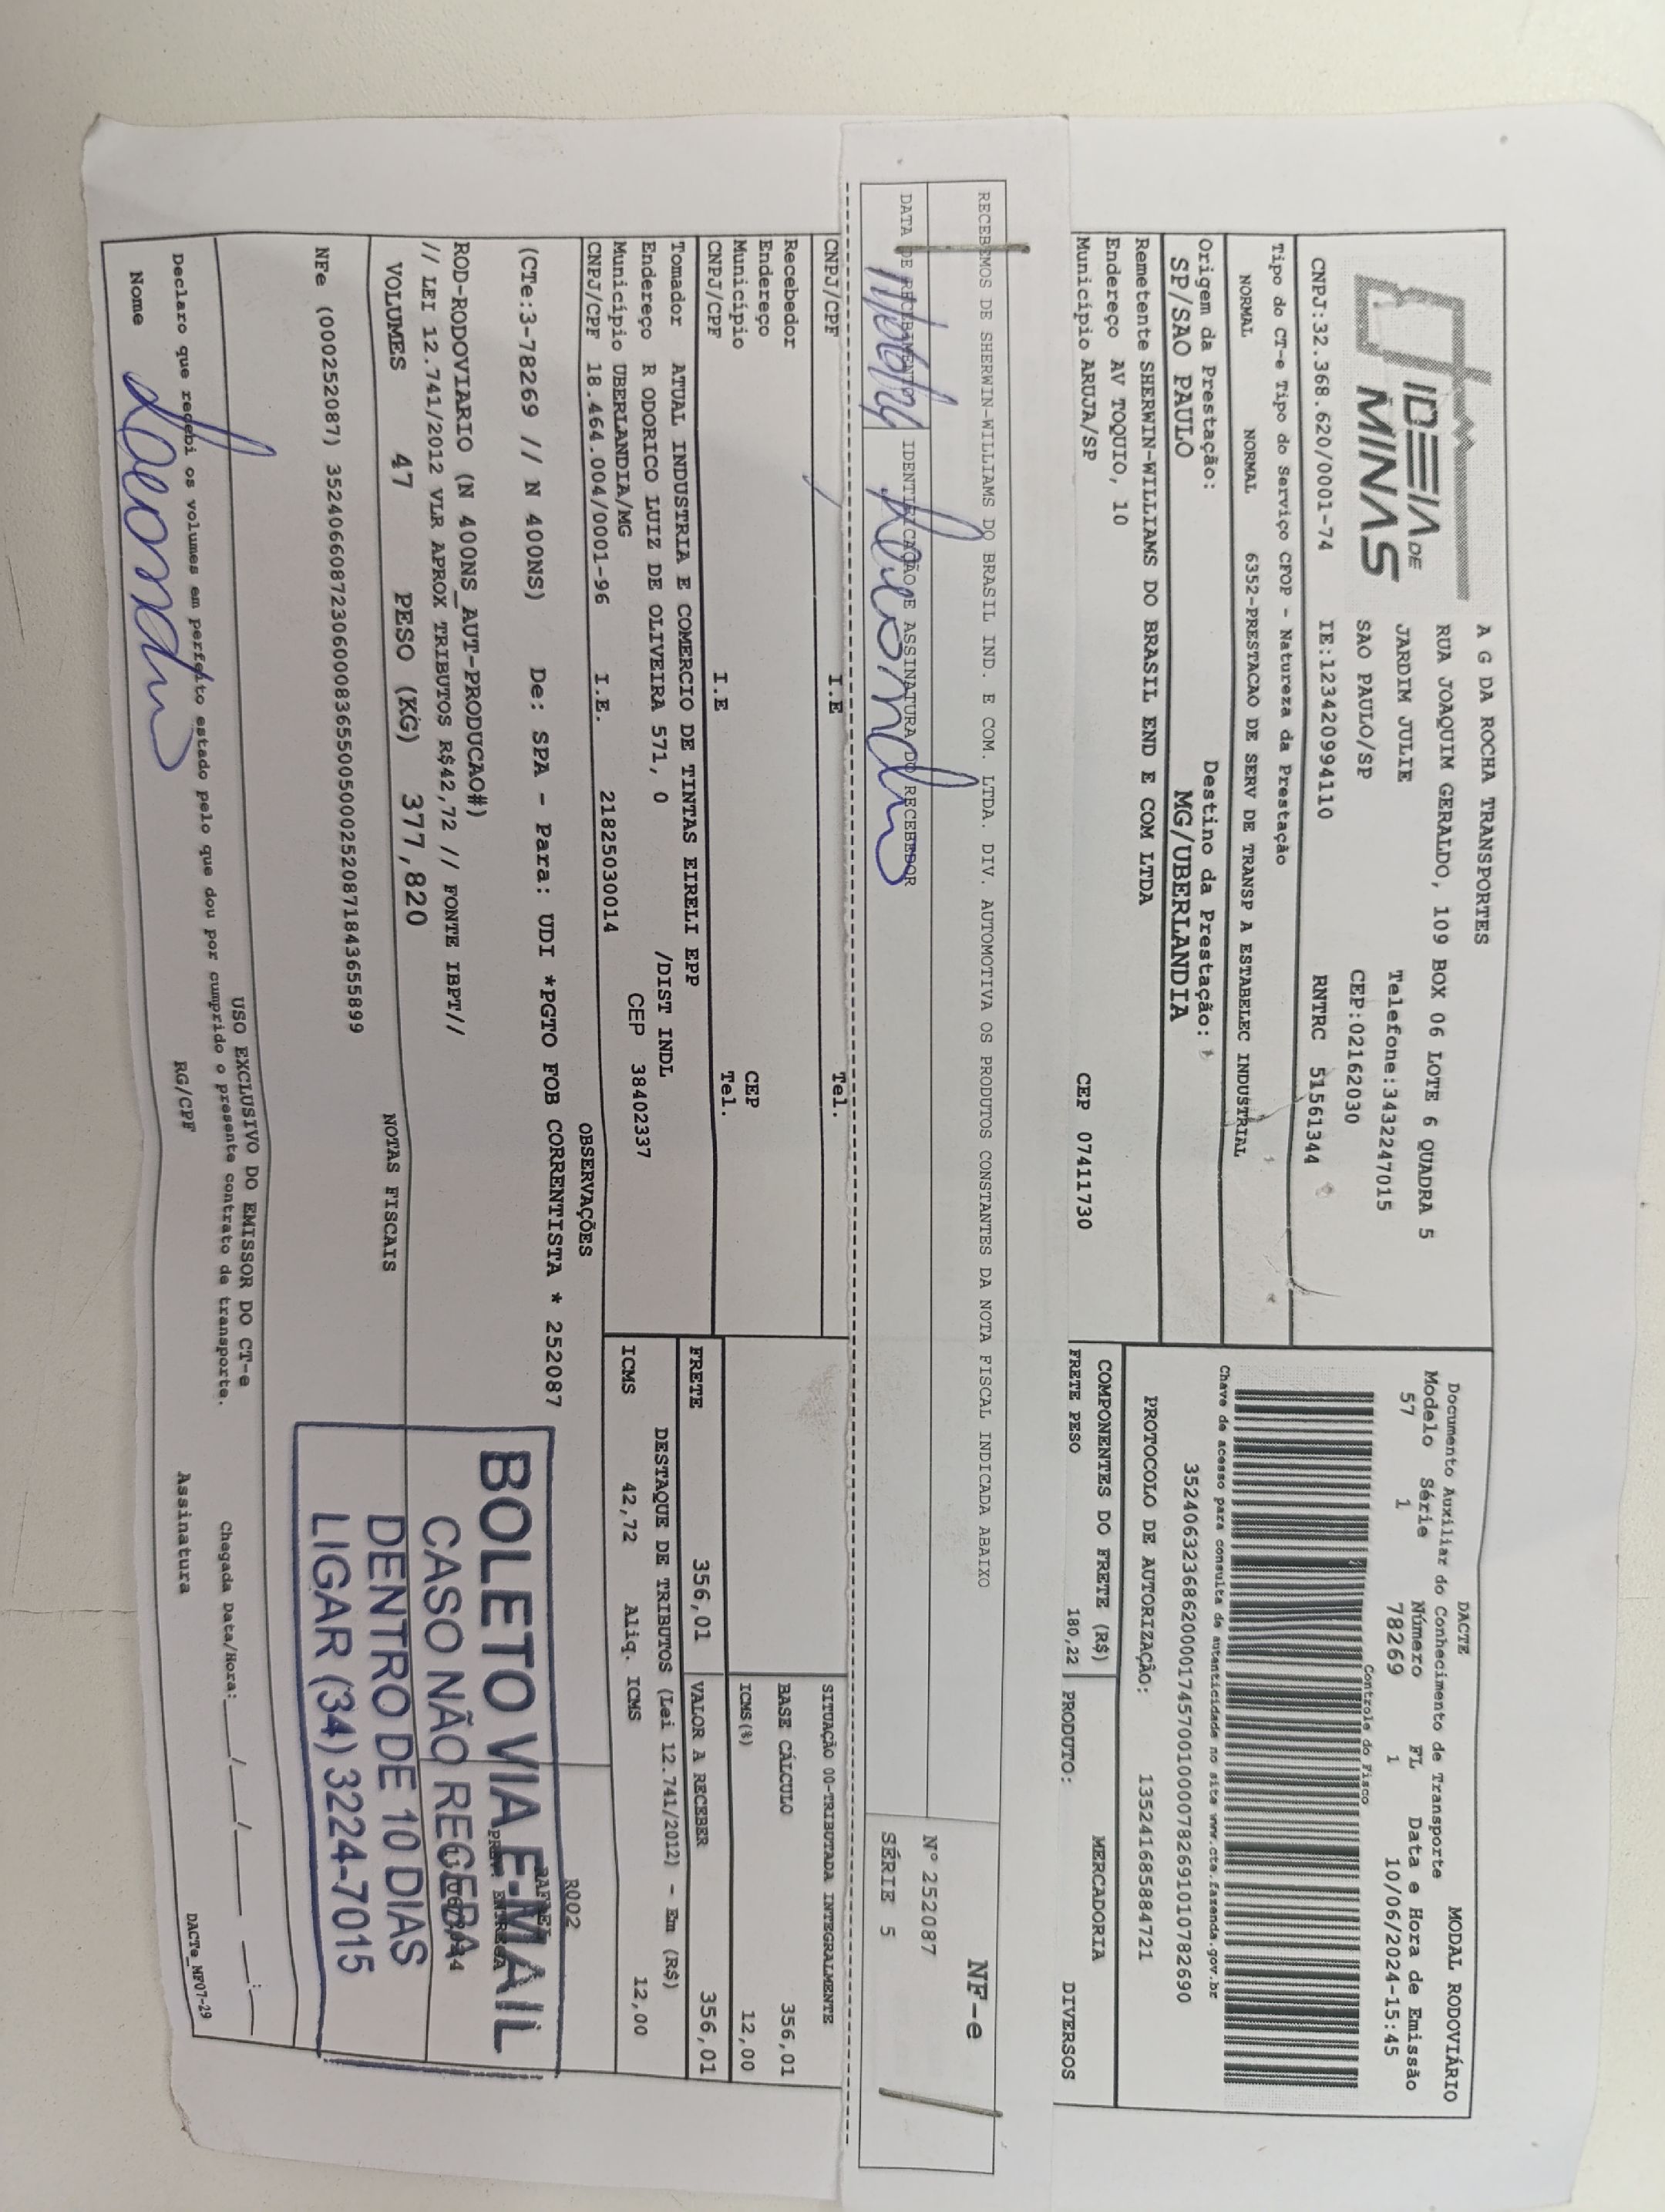 IDEIA DE
MINAS
A G DA ROCHA TRANSPORTES
RUA JOAQUIM GERALDO, 109 BOX 06 LOTE 6 QUADRA 5
JARDIM JULIE Telefone:3432247015
SAO PAULO/SP CEP:02162030
CNPJ:32.368.620/0001-74 IE:123420994110 RNTRC 51561344
Tipo do CT-e Tipo do Serviço CFOP - Natureza da Prestação
NORMAL NORMAL 6352-PRESTACAO DE SERV DE TRANSP A ESTABELEC INDUSTRIAL
Origem da Prestação: Destino da Prestação:
SP/SAO PAULO MG/UBERLANDIA
Remetente SHERWIN-WILLIAMS DO BRASIL END E COM LTDA
Endereço AV TOQUIO, 10
Município ARUJA/SP CEP 07411730
DACTE MODAL RODOVIÁRIO
Documento Auxiliar do Conhecimento de Transporte
Modelo Série Número FL Data e Hora de Emissão
57 1 78269 1 10/06/2024-15:45
Controle do Fisco
Chave de acesso para consulta de autenticidade no site www.cte.fazenda.gov.br
35240632368620000174570010000782691010782690
PROTOCOLO DE AUTORIZAÇÃO: 135241685884721
COMPONENTES DO FRETE (R$) MERCADORIA
FRETE PESO 180,22 PRODUTO: DIVERSOS
RECEBEMOS DE SHERWIN-WILLIAMS DO BRASIL IND. E COM. LTDA. DIV. AUTOMOTIVA OS PRODUTOS CONSTANTES DA NOTA FISCAL INDICADA ABAIXO
DATA DE RECEBIMENTO IDENTIFICAÇÃO E ASSINATURA DO RECEBEDOR
NF-e
Nº 252087
SÉRIE 5
CNPJ/CPF I.E Tel.
Recebedor
Endereço
Município CEP
CNPJ/CPF I.E Tel.
Tomador ATUAL INDUSTRIA E COMERCIO DE TINTAS EIRELI EPP
Endereço R ODORICO LUIZ DE OLIVEIRA 571, 0 /DIST INDL
Município UBERLANDIA/MG CEP 38402337
CNPJ/CPF 18.464.004/0001-96 I.E. 21825030014
SITUAÇÃO 00-TRIBUTADA INTEGRALMENTE
BASE CÁLCULO 356,01
ICMS(%) 12,00
FRETE 356,01 VALOR A RECEBER 356,01
DESTAQUE DE TRIBUTOS (Lei 12.741/2012) - Em (R$)
ICMS 42,72 Aliq. ICMS 12,00
OBSERVAÇÕES
(CTe:3-78269 // N 400NS) De: SPA - Para: UDI *PGTO FOB CORRENTISTA * 252087
R002
ROD-RODOVIARIO (N 400NS_AUT-PRODUCAO#)
// LEI 12.741/2012 VLR APROX TRIBUTOS R$42,72 // FONTE IBPT//
BOLETO VIA E-MAIL
CASO NÃO RECEBA
DENTRO DE 10 DIAS
LIGAR (34) 3224-7015
VOLUMES 47 PESO (KG) 377,820 NOTAS FISCAIS
NFe (000252087) 35240660872306000836550050002520871843655899
USO EXCLUSIVO DO EMISSOR DO CT-e
Declaro que recebi os volumes em perfeito estado pelo que dou por cumprido o presente contrato de transporte.
Chegada Data/Hora:___/___/____ __:__
Nome RG/CPF Assinatura
DACTe_MF07-29